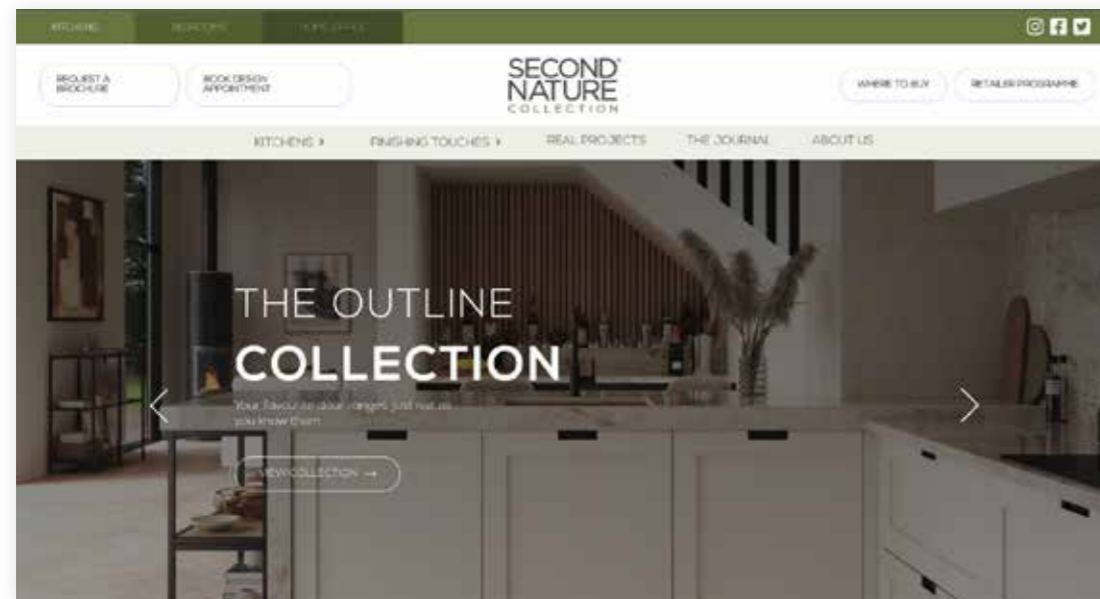 KITCHENS BEDROOMS HOME OFFICE
REQUEST A
BROCHURE
BOOK DESIGN
APPOINTMENT
SECOND
NATURE
COLLECTION
WHERE TO BUY
RETAILER PROGRAMME
KITCHENS FINISHING TOUCHES REAL PROJECTS THE JOURNAL ABOUT US
THE OUTLINE
COLLECTION
Your favourite door ranges, just not as
you know them
VIEW COLLECTION →